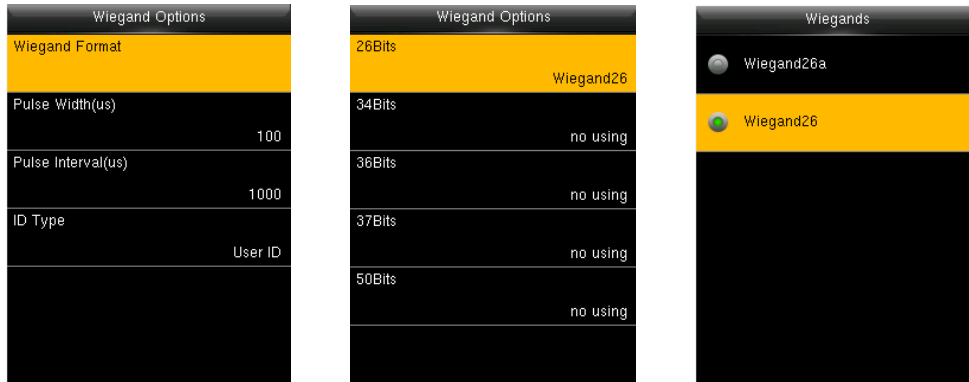 Wiegand Options
Wiegand Format
Pulse Width(us)
100
Pulse Interval(us)
1000
ID Type
User ID
Wiegand Options
26Bits
Wiegand26
34Bits
no using
36Bits
no using
37Bits
no using
50Bits
no using
Wiegands
Wiegand26a
Wiegand26